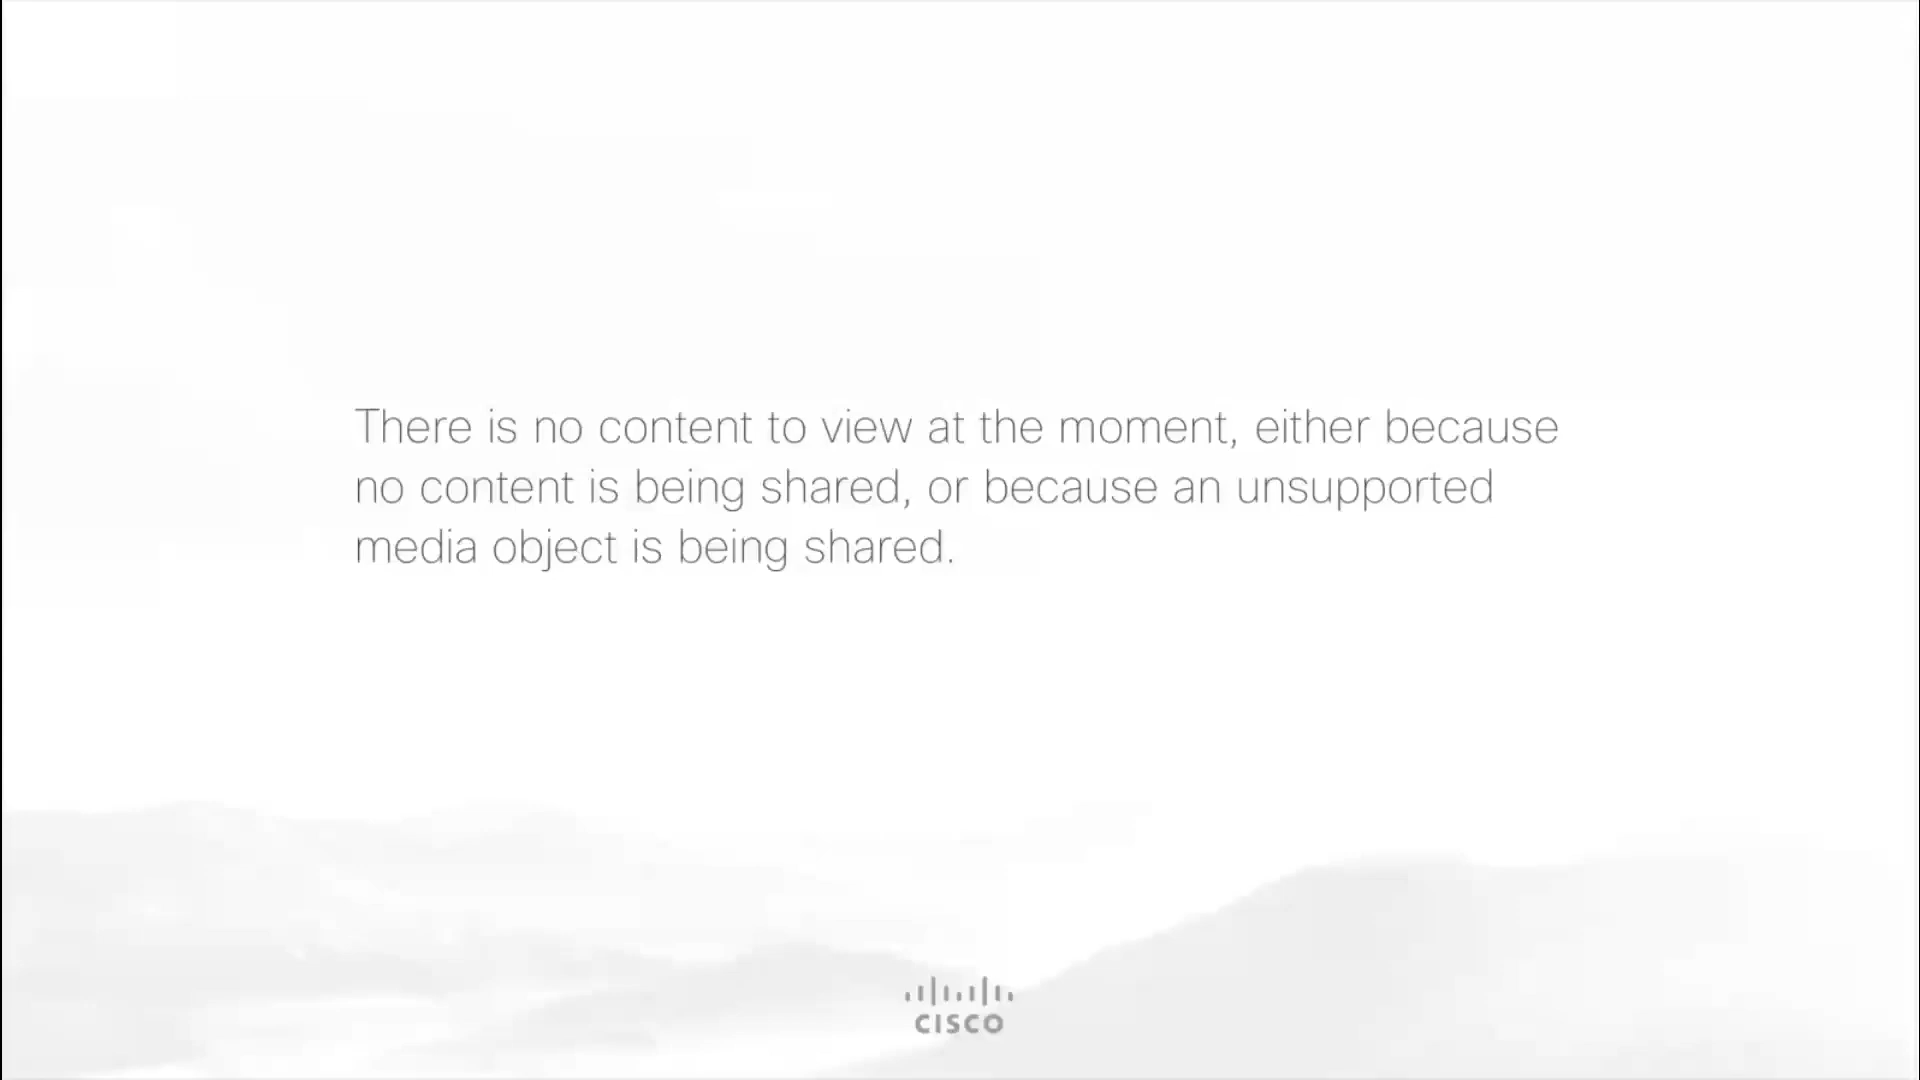 There is no content to view at the moment, either because
no content is being shared, or because an unsupported
media object is being shared.
CISCO